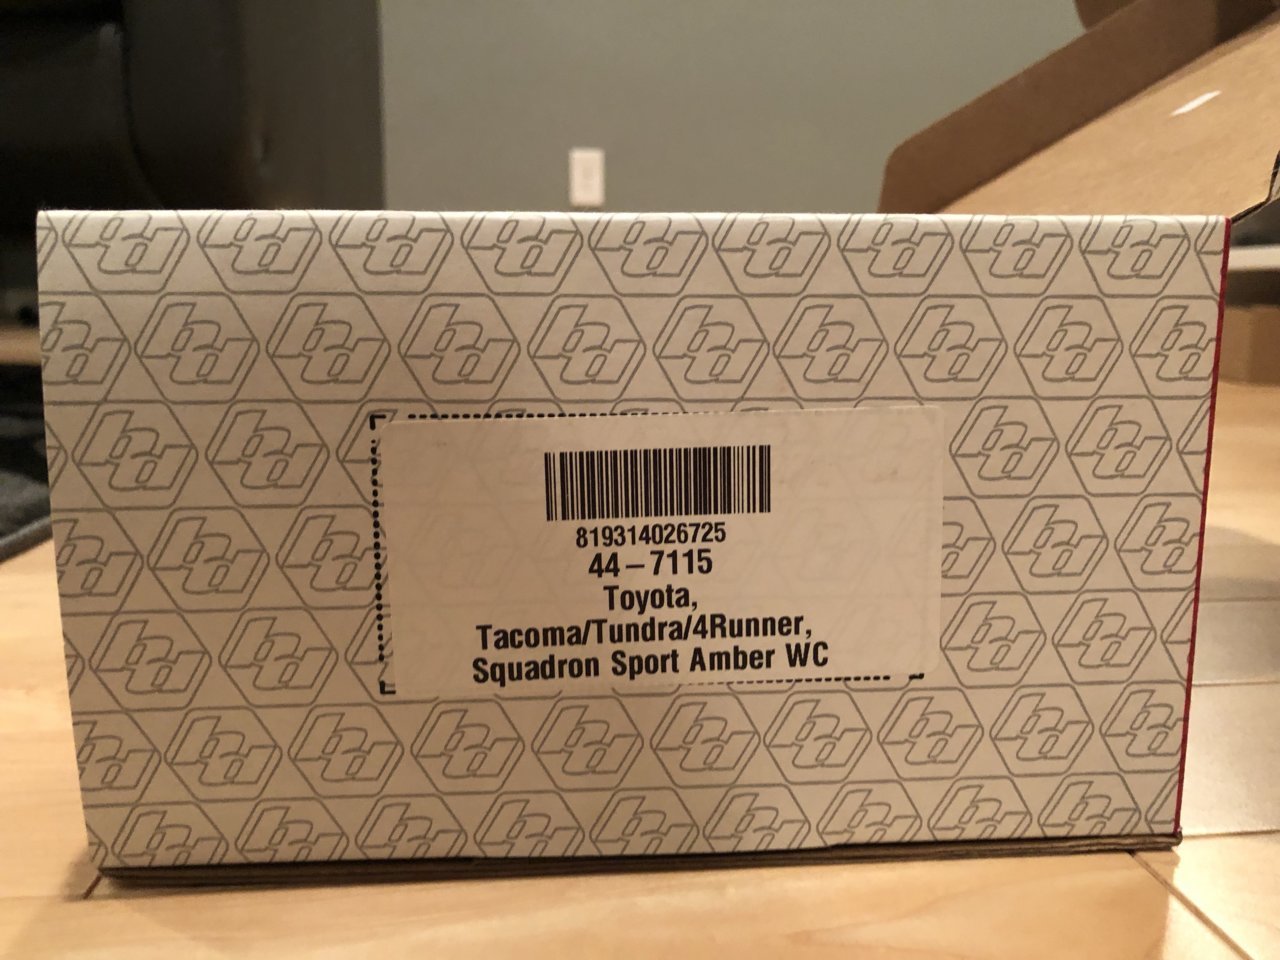 819314026725
44-7115
Toyota,
Tacoma/Tundra/4Runner,
Squadron Sport Amber WC